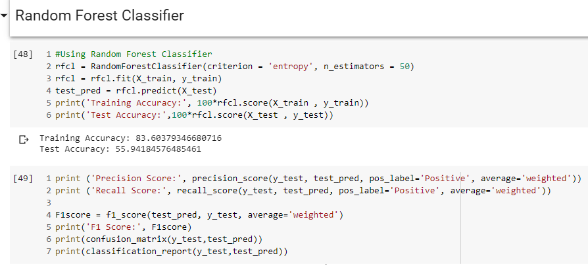 Random Forest Classifier
[48] 1 #Using Random Forest Classifier
2 rfcl = RandomForestClassifier(criterion = 'entropy', n_estimators = 50)
3 rfcl = rfcl.fit(X_train, y_train)
4 test_pred = rfcl.predict(X_test)
5 print('Training Accuracy:', 100*rfcl.score(X_train , y_train))
6 print('Test Accuracy:',100*rfcl.score(X_test , y_test))
Training Accuracy: 83.60379346680716
Test Accuracy: 55.94184576485461
[49] 1 print ('Precision Score:', precision_score(y_test, test_pred, pos_label='Positive', average='weighted'))
2 print ('Recall Score:', recall_score(y_test, test_pred, pos_label='Positive', average='weighted'))
3
4 F1score = f1_score(test_pred, y_test, average='weighted')
5 print('F1 Score:', F1score)
6 print(confusion_matrix(y_test,test_pred))
7 print(classification_report(y_test,test_pred))